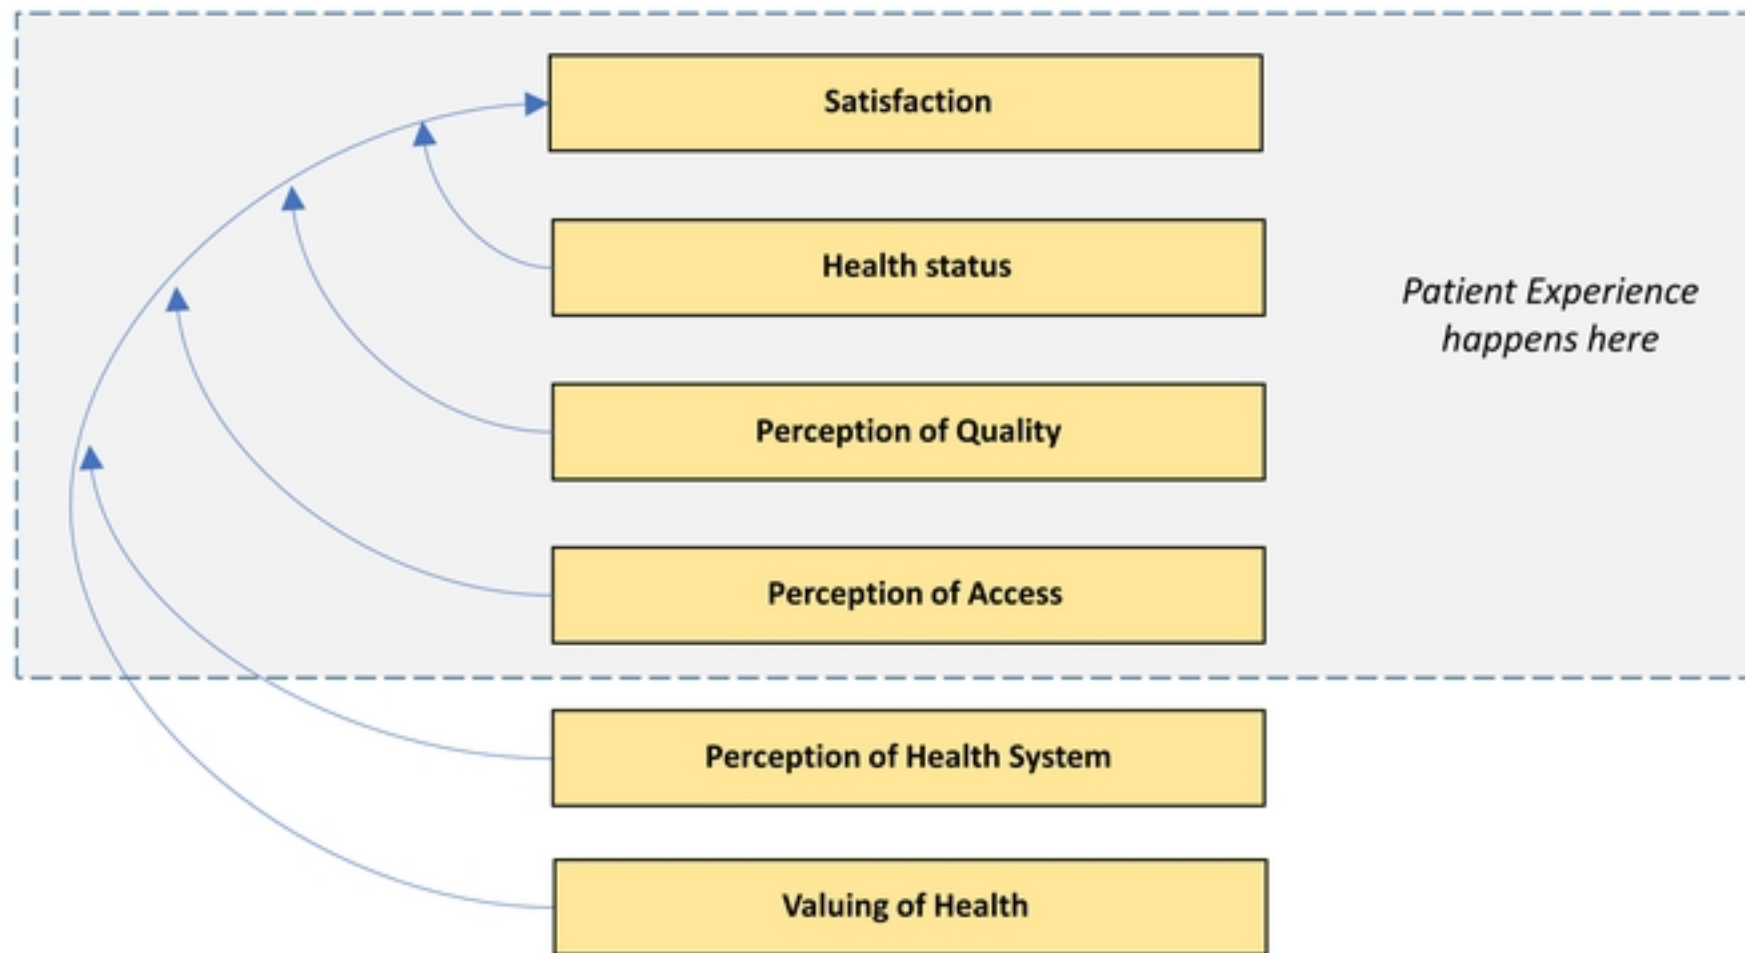 Satisfaction
Health status
Patient Experience
happens here
Perception of Quality
Perception of Access
Perception of Health System
Valuing of Health